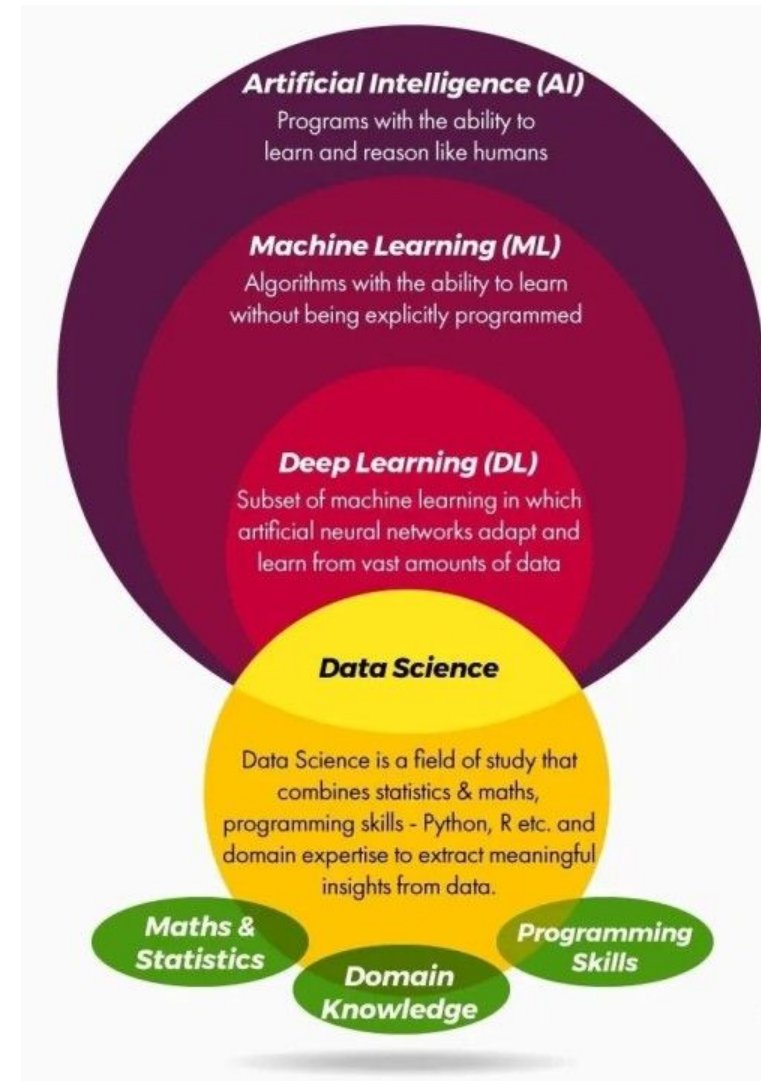 Artificial Intelligence (AI)
Programs with the ability to
learn and reason like humans
Machine Learning (ML)
Algorithms with the ability to learn
without being explicitly programmed
Deep Learning (DL)
Subset of machine learning in which
artificial neural networks adapt and
learn from vast amounts of data
Data Science
Data Science is a field of study that
combines statistics & maths,
programming skills - Python, R etc. and
domain expertise to extract meaningful
insights from data.
Maths &
Statistics
Domain
Knowledge
Programming
Skills